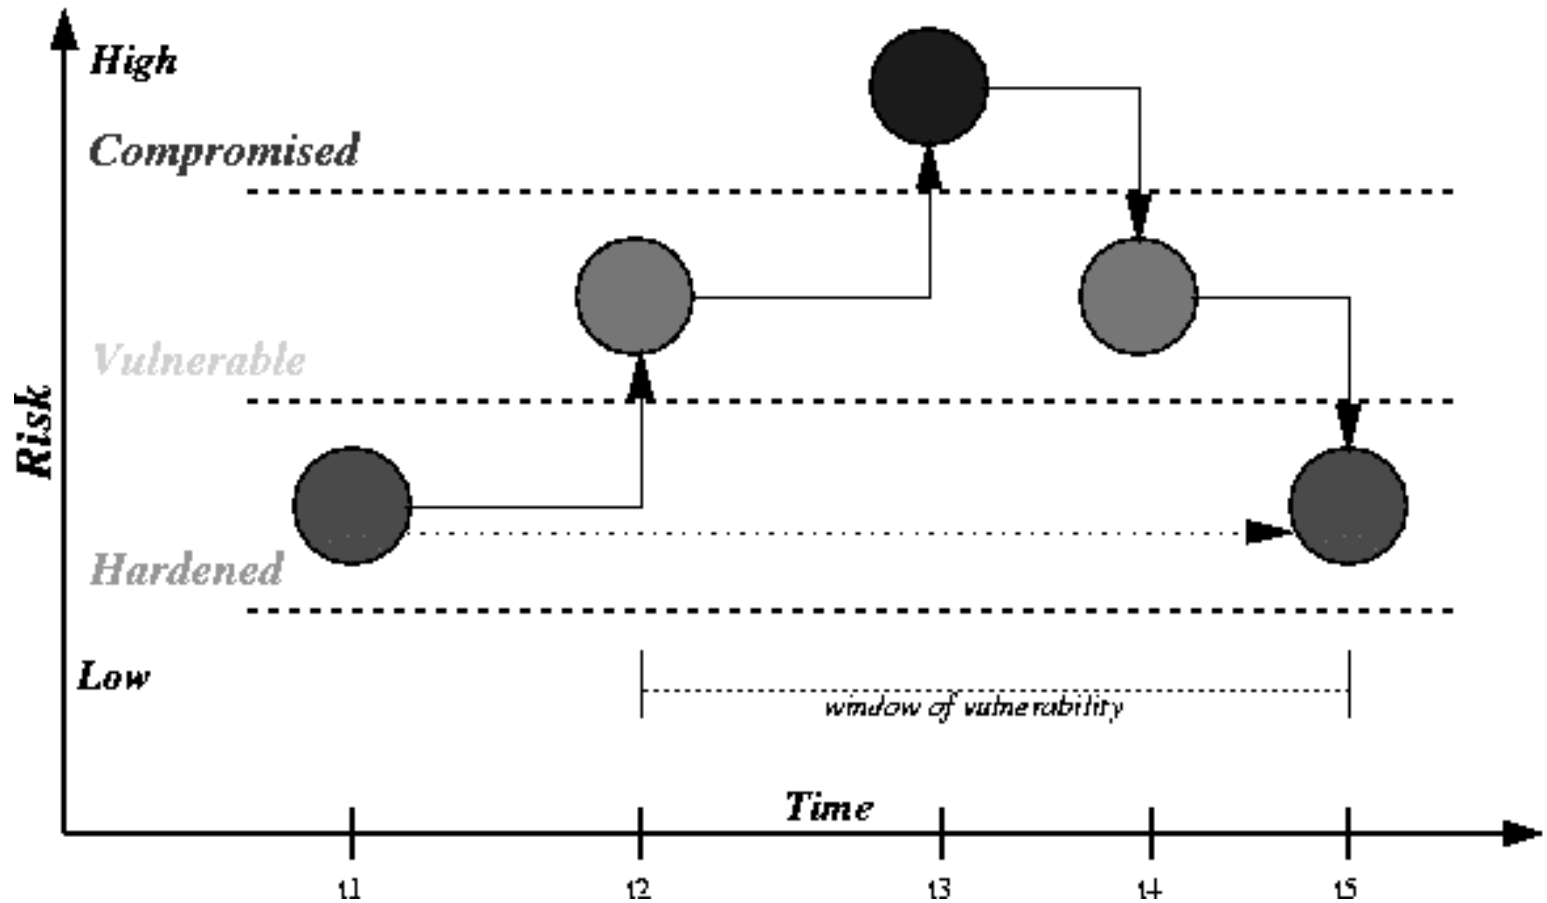 High
Compromised
Vulnerable
Risk
Hardened
Low
window of vulnerability
Time
t1 t2 t3 t4 t5